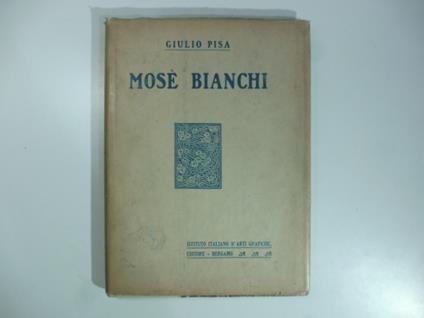 GIULIO PISA
MOSÈ BIANCHI
ISTITUTO ITALIANO D'ARTI GRAFICHE,
EDITORE - BERGAMO